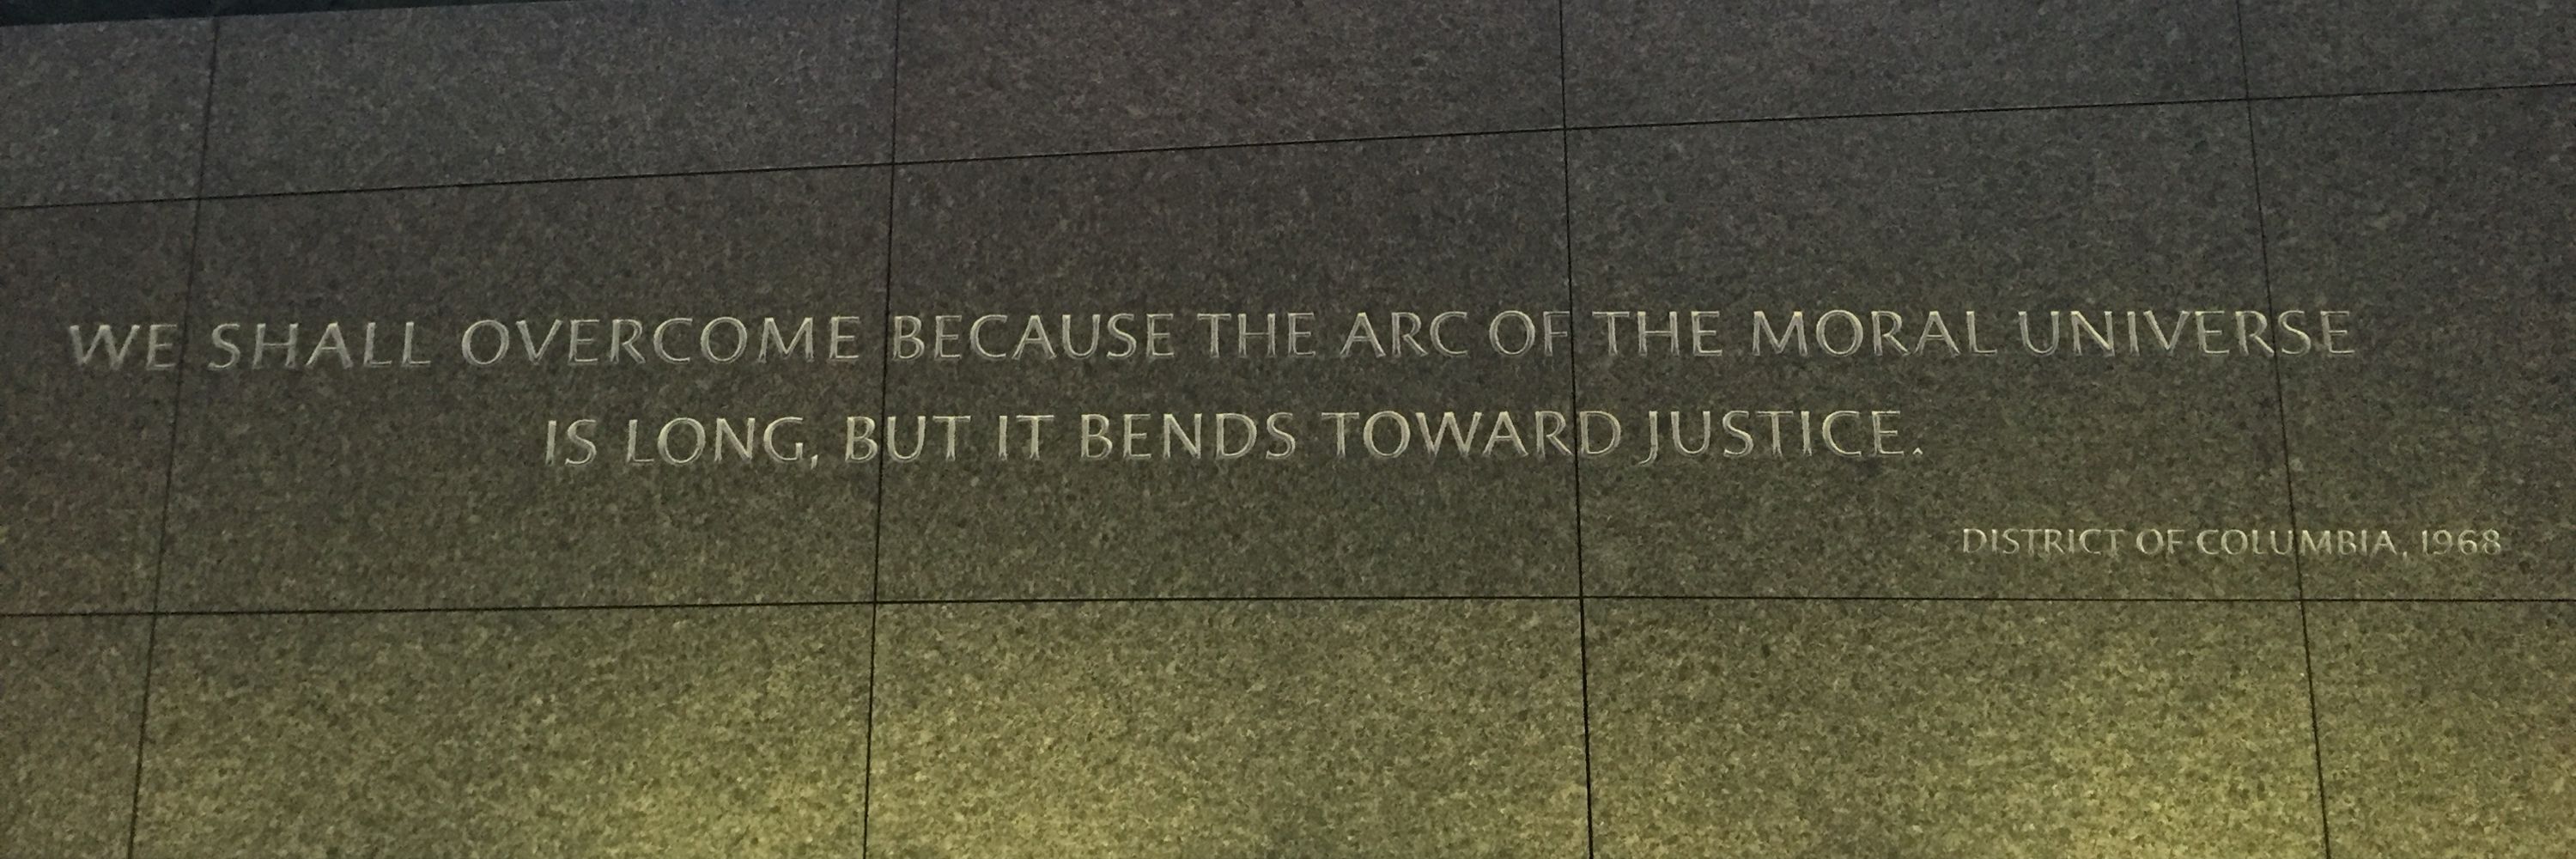 WE SHALL OVERCOME BECAUSE THE ARC OF THE MORAL UNIVERSE
IS LONG, BUT IT BENDS TOWARD JUSTICE.
DISTRICT OF COLUMBIA, 1968